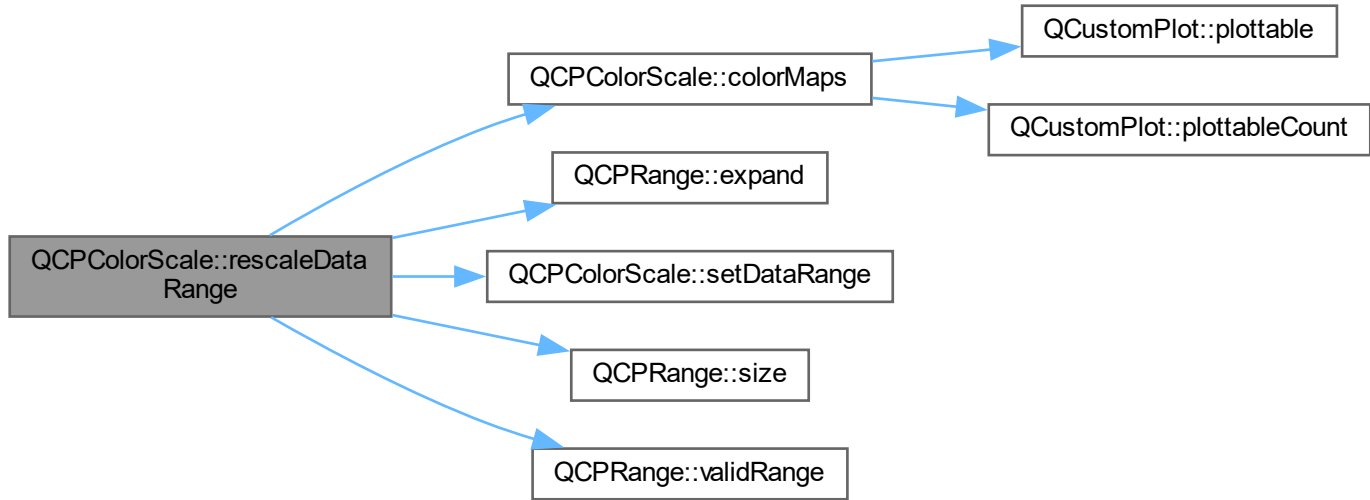 QCustomPlot::plottable
QCPColorScale::colorMaps
QCustomPlot::plottableCount
QCPRange::expand
QCPColorScale::rescaleData
Range
QCPColorScale::setDataRange
QCPRange::size
QCPRange::validRange